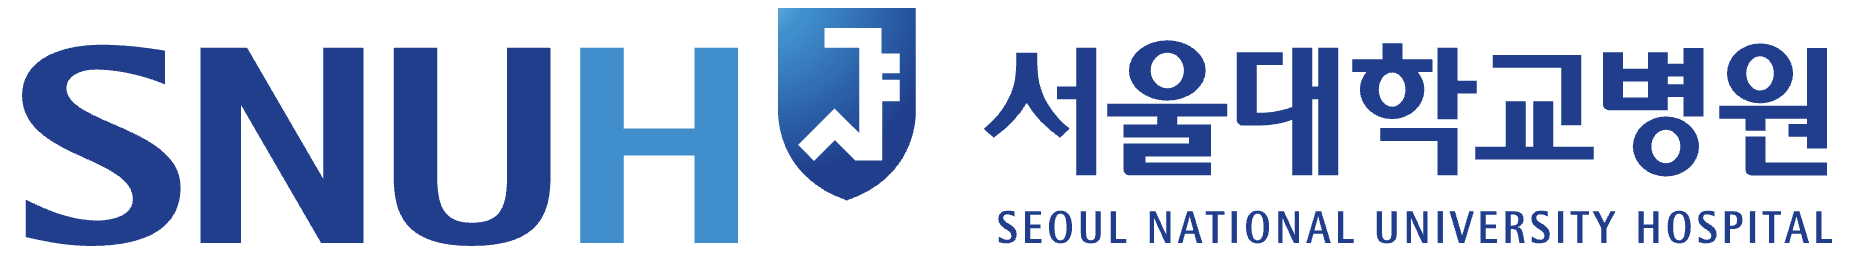 SNUH
서울대학교병원
SEOUL NATIONAL UNIVERSITY HOSPITAL